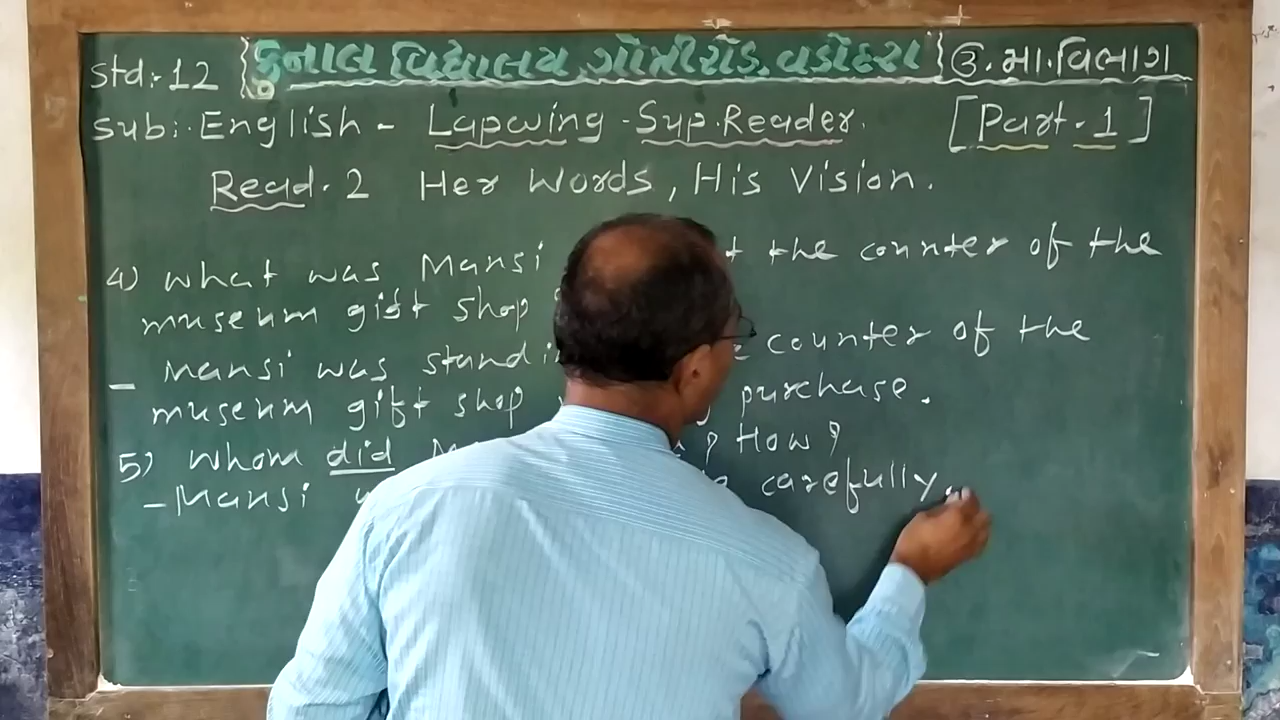 Std:-12 { કુનાલ વિદ્યાલય, ગોત્રીરોડ, વડોદરા } ઉ.મા.વિભાગ
Sub:- English - Lapwing - Sup. Reader. [Part-1]
Read-2 Her Words, His Vision.
4) What was Mansi the counter of the
museum gift shop
- Mansi was counter of the
museum gift shop purchase.
5) Whom did ? How?
- Mansi carefully.